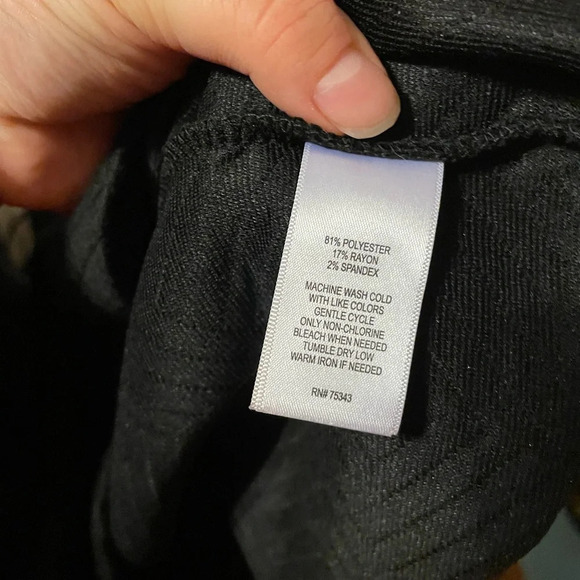 81% POLYESTER
17% RAYON
2% SPANDEX
MACHINE WASH COLD
WITH LIKE COLORS
GENTLE CYCLE
ONLY NON-CHLORINE
BLEACH WHEN NEEDED
TUMBLE DRY LOW
WARM IRON IF NEEDED
RN# 75343